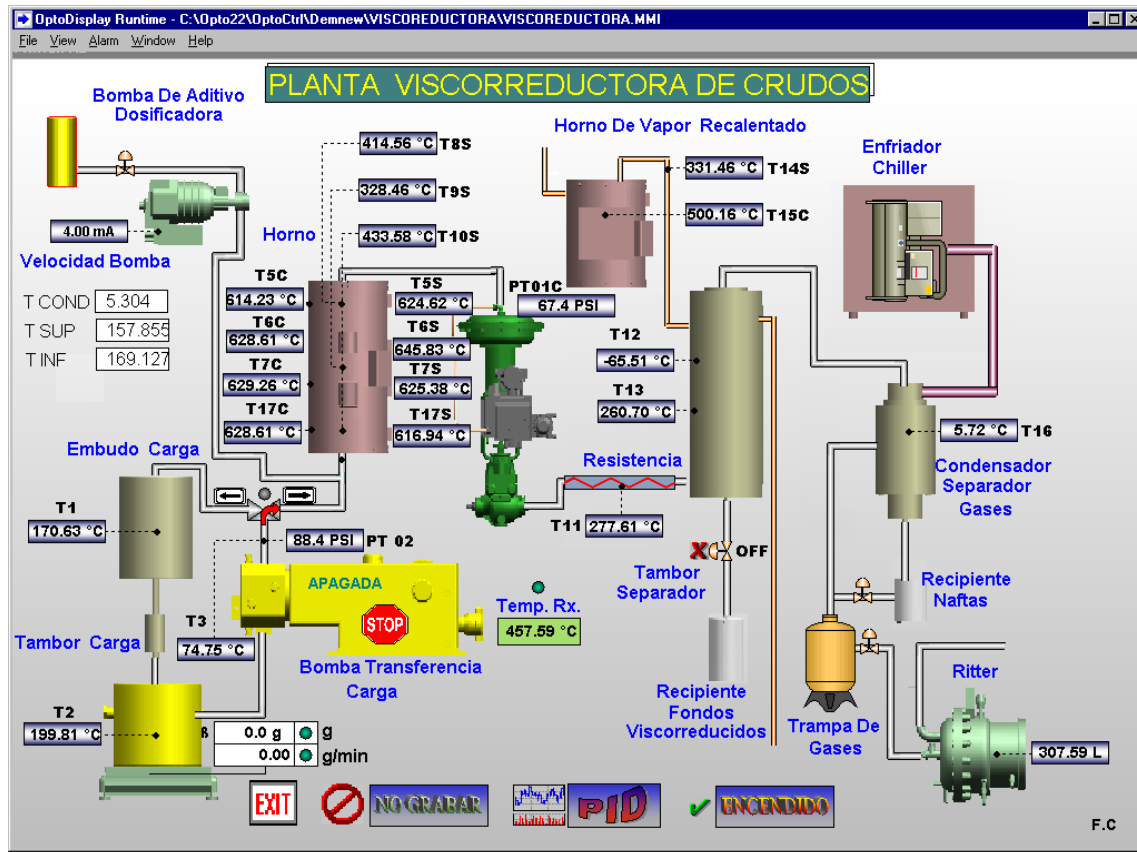 OptoDisplay Runtime - C:\Opto22\OptoCtrl\Demnew\VISCOREDUCTORA\VISCOREDUCTORA.MMI
File View Alarm Window Help
PLANTA VISCORREDUCTORA DE CRUDOS
Bomba De Aditivo
Dosificadora
4.00 mA
Velocidad Bomba
T COND 5.304
T SUP 157.855
T INF 169.127
414.56 °C T8S
328.46 °C T9S
433.58 °C T10S
Horno
T5C
614.23 °C
T6C
628.61 °C
T7C
629.26 °C
T17C
628.61 °C
T5S
624.62 °C
T6S
645.83 °C
T7S
625.38 °C
T17S
616.94 °C
PT01C
67.4 PSI
Horno De Vapor Recalentado
331.46 °C T14S
500.16 °C T15C
Enfriador
Chiller
T12
-65.51 °C
T13
260.70 °C
5.72 °C T16
Condensador
Separador
Gases
Embudo Carga
T1
170.63 °C
88.4 PSI PT 02
Resistencia
T11 277.61 °C
OFF
Tambor
Separador
APAGADA
STOP
Temp. Rx.
457.59 °C
T3
74.75 °C
Tambor Carga
Bomba Transferencia
Carga
Recipiente
Naftas
Recipiente
Fondos
Viscorreducidos
Trampa De
Gases
Ritter
307.59 L
T2
199.81 °C
0.0 g g
0.00 g/min
EXIT
NO GRABAR
PID
ENCENDIDO
F.C